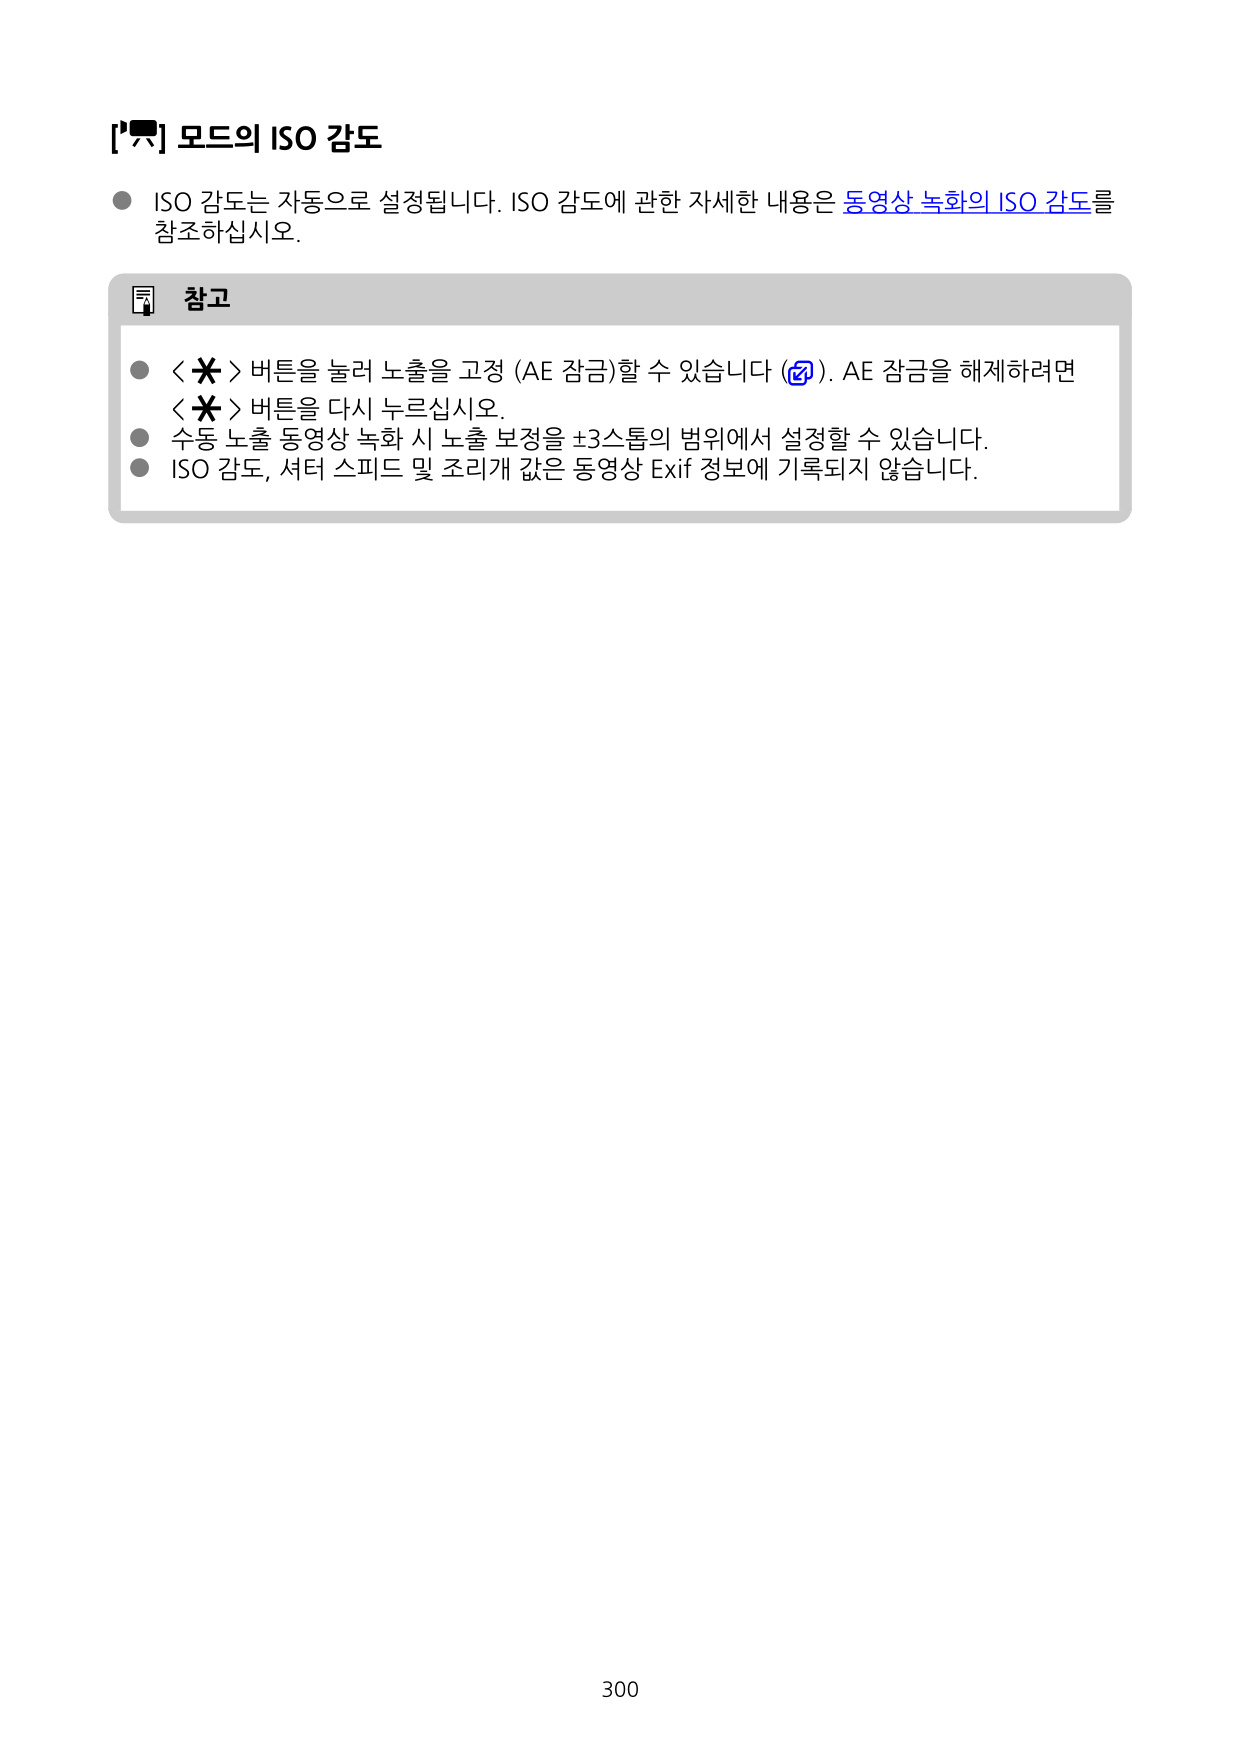 [ ] 모드의 ISO 감도
● ISO 감도는 자동으로 설정됩니다. ISO 감도에 관한 자세한 내용은 동영상 녹화의 ISO 감도를
참조하십시오.
참고
● < > 버튼을 눌러 노출을 고정 (AE 잠금)할 수 있습니다 ( ). AE 잠금을 해제하려면
< > 버튼을 다시 누르십시오.
● 수동 노출 동영상 녹화 시 노출 보정을 ±3스톱의 범위에서 설정할 수 있습니다.
● ISO 감도, 셔터 스피드 및 조리개 값은 동영상 Exif 정보에 기록되지 않습니다.
300